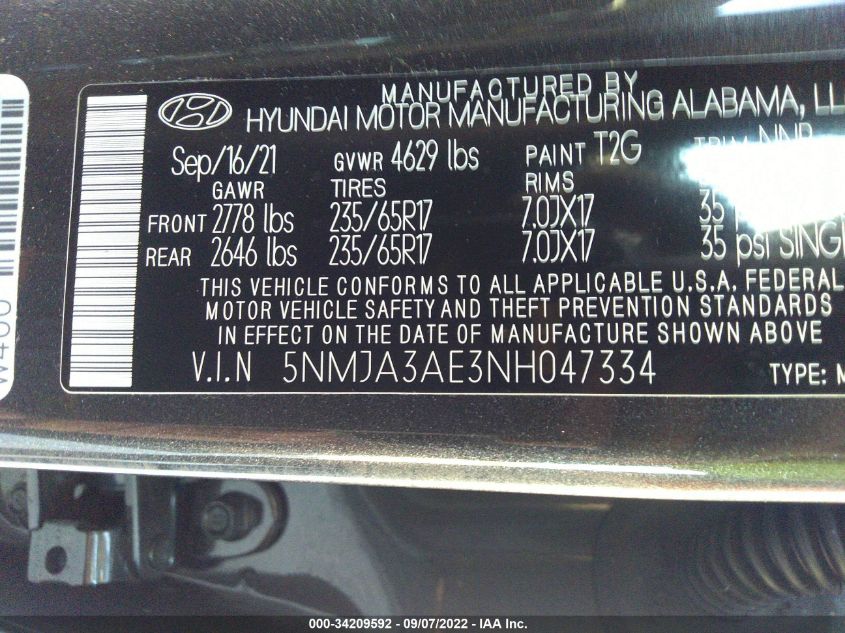 MANUFACTURED BY
HYUNDAI MOTOR MANUFACTURING ALABAMA, LL
Sep/16/21 GVWR 4629 lbs PAINT T2G TRIM NNB
GAWR TIRES RIMS
FRONT 2778 lbs 235/65R17 7.0JX17 35
REAR 2646 lbs 235/65R17 7.0JX17 35 psi SINGL
THIS VEHICLE CONFORMS TO ALL APPLICABLE U.S.A. FEDERAL
MOTOR VEHICLE SAFETY AND THEFT PREVENTION STANDARDS
IN EFFECT ON THE DATE OF MANUFACTURE SHOWN ABOVE
V.I.N 5NMJA3AE3NH047334 TYPE: M
000-34209592 - 09/07/2022 - IAA Inc.